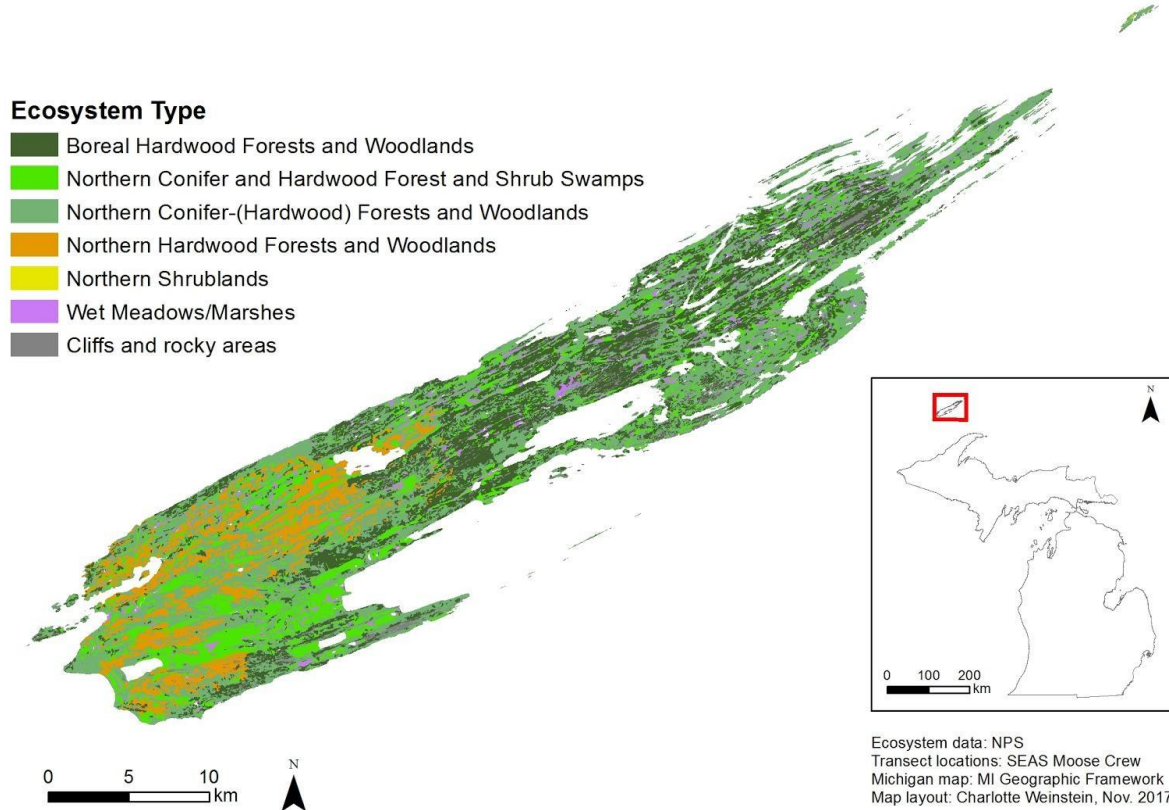 Ecosystem Type
Boreal Hardwood Forests and Woodlands
Northern Conifer and Hardwood Forest and Shrub Swamps
Northern Conifer-(Hardwood) Forests and Woodlands
Northern Hardwood Forests and Woodlands
Northern Shrublands
Wet Meadows/Marshes
Cliffs and rocky areas
N
0 100 200
km
N
0 5 10
km
Ecosystem data: NPS
Transect locations: SEAS Moose Crew
Michigan map: MI Geographic Framework
Map layout: Charlotte Weinstein, Nov. 2017